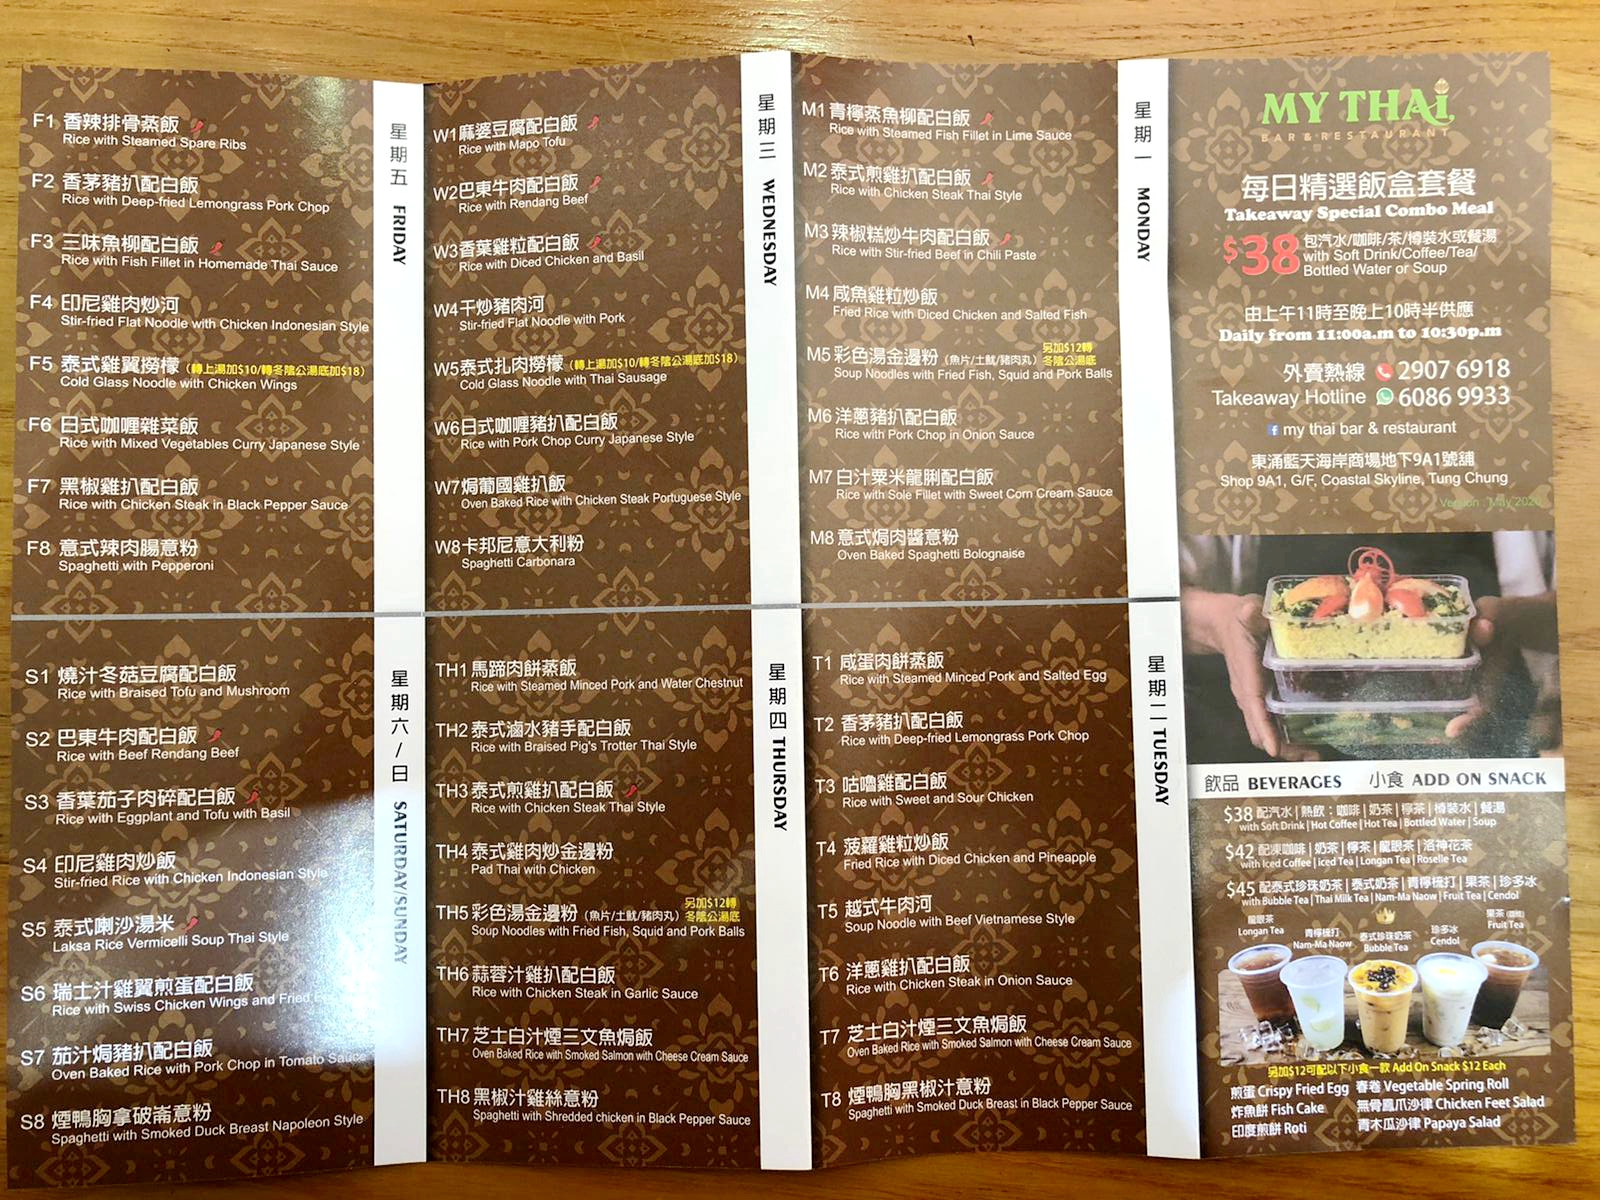 F1 香辣排骨蒸飯
Rice with Steamed Spare Ribs
F2 香茅豬扒配白飯
Rice with Deep-fried Lemongrass Pork Chop
F3 三味魚柳配白飯
Rice with Fish Fillet in Homemade Thai Sauce
F4 印尼雞肉炒河
Stir-fried Flat Noodle with Chicken Indonesian Style
F5 泰式雞翼撈檬（轉上湯加$10/轉冬陰公湯底加$18）
Cold Glass Noodle with Chicken Wings
F6 日式咖喱雜菜飯
Rice with Mixed Vegetables Curry Japanese Style
F7 黑椒雞扒配白飯
Rice with Chicken Steak in Black Pepper Sauce
F8 意式辣肉腸意粉
Spaghetti with Pepperoni
星期五 FRIDAY
W1 麻婆豆腐配白飯
Rice with Mapo Tofu
W2 巴東牛肉配白飯
Rice with Rendang Beef
W3 香葉雞粒配白飯
Rice with Diced Chicken and Basil
W4 干炒豬肉河
Stir-fried Flat Noodle with Pork
W5 泰式扎肉撈檬（轉上湯加$10/轉冬陰公湯底加$18）
Cold Glass Noodle with Thai Sausage
W6 日式咖喱豬扒配白飯
Rice with Pork Chop Curry Japanese Style
W7 焗葡國雞扒飯
Oven Baked Rice with Chicken Steak Portuguese Style
W8 卡邦尼意大利粉
Spaghetti Carbonara
星期三 WEDNESDAY
M1 青檸蒸魚柳配白飯
Rice with Steamed Fish Fillet in Lime Sauce
M2 泰式煎雞扒配白飯
Rice with Chicken Steak Thai Style
M3 辣椒糕炒牛肉配白飯
Rice with Stir-fried Beef in Chili Paste
M4 咸魚雞粒炒飯
Fried Rice with Diced Chicken and Salted Fish
M5 彩色湯金邊粉（魚片/土魷/豬肉丸）另加$12轉冬陰公湯底
Soup Noodles with Fried Fish, Squid and Pork Balls
M6 洋蔥豬扒配白飯
Rice with Pork Chop in Onion Sauce
M7 白汁粟米龍脷配白飯
Rice with Sole Fillet with Sweet Corn Cream Sauce
M8 意式焗肉醬意粉
Oven Baked Spaghetti Bolognaise
星期一 MONDAY
MY THAI
BAR & RESTAURANT
每日精選飯盒套餐
Takeaway Special Combo Meal
$38 包汽水/咖啡/茶/樽裝水或餐湯
with Soft Drink/Coffee/Tea/
Bottled Water or Soup
由上午11時至晚上10時半供應
Daily from 11:00a.m to 10:30p.m
外賣熱線 2907 6918
Takeaway Hotline 6086 9933
my thai bar & restaurant
東涌藍天海岸商場地下9A1號舖
Shop 9A1, G/F, Coastal Skyline, Tung Chung
Version : May 2020
S1 燒汁冬菇豆腐配白飯
Rice with Braised Tofu and Mushroom
S2 巴東牛肉配白飯
Rice with Beef Rendang Beef
S3 香葉茄子肉碎配白飯
Rice with Eggplant and Tofu with Basil
S4 印尼雞肉炒飯
Stir-fried Rice with Chicken Indonesian Style
S5 泰式喇沙湯米
Laksa Rice Vermicelli Soup Thai Style
S6 瑞士汁雞翼煎蛋配白飯
Rice with Swiss Chicken Wings and Fried
S7 茄汁焗豬扒配白飯
Oven Baked Rice with Pork Chop in Tomato Sauce
S8 煙鴨胸拿破崙意粉
Spaghetti with Smoked Duck Breast Napoleon Style
星期六/日 SATURDAY/SUNDAY
TH1 馬蹄肉餅蒸飯
Rice with Steamed Minced Pork and Water Chestnut
TH2 泰式滷水豬手配白飯
Rice with Braised Pig's Trotter Thai Style
TH3 泰式煎雞扒配白飯
Rice with Chicken Steak Thai Style
TH4 泰式雞肉炒金邊粉
Pad Thai with Chicken
TH5 彩色湯金邊粉（魚片/土魷/豬肉丸）另加$12轉冬陰公湯底
Soup Noodles with Fried Fish, Squid and Pork Balls
TH6 蒜蓉汁雞扒配白飯
Rice with Chicken Steak in Garlic Sauce
TH7 芝士白汁煙三文魚焗飯
Oven Baked Rice with Smoked Salmon with Cheese Cream Sauce
TH8 黑椒汁雞絲意粉
Spaghetti with Shredded chicken in Black Pepper Sauce
星期四 THURSDAY
T1 咸蛋肉餅蒸飯
Rice with Steamed Minced Pork and Salted Egg
T2 香茅豬扒配白飯
Rice with Deep-fried Lemongrass Pork Chop
T3 咕嚕雞配白飯
Rice with Sweet and Sour Chicken
T4 菠蘿雞粒炒飯
Fried Rice with Diced Chicken and Pineapple
T5 越式牛肉河
Soup Noodle with Beef Vietnamese Style
T6 洋蔥雞扒配白飯
Rice with Chicken Steak in Onion Sauce
T7 芝士白汁煙三文魚焗飯
Oven Baked Rice with Smoked Salmon with Cheese Cream Sauce
T8 煙鴨胸黑椒汁意粉
Spaghetti with Smoked Duck Breast in Black Pepper Sauce
星期二 TUESDAY
飲品 BEVERAGES 小食 ADD ON SNACK
$38 配汽水 | 熱飲：咖啡 | 奶茶 | 檸茶 | 樽裝水 | 餐湯
with Soft Drink | Hot Coffee | Hot Tea | Bottled Water | Soup
$42 配凍咖啡 | 奶茶 | 檸茶 | 龍眼茶 | 洛神花茶
with Iced Coffee | Iced Tea | Longan Tea | Roselle Tea
$45 配泰式珍珠奶茶 | 泰式奶茶 | 青檸梳打 | 果茶 | 珍多冰
with Bubble Tea | Thai Milk Tea | Nam-Ma Naow | Fruit Tea | Cendol
龍眼茶
Longan Tea
青檸梳打
Nam-Ma Naow
泰式珍珠奶茶
Bubble Tea
珍多冰
Cendol
果茶
Fruit Tea
另加$12可配以下小食一款 Add On Snack $12 Each
煎蛋 Crispy Fried Egg 春卷 Vegetable Spring Roll
炸魚餅 Fish Cake 無骨鳳爪沙律 Chicken Feet Salad
印度煎餅 Roti 青木瓜沙律 Papaya Salad